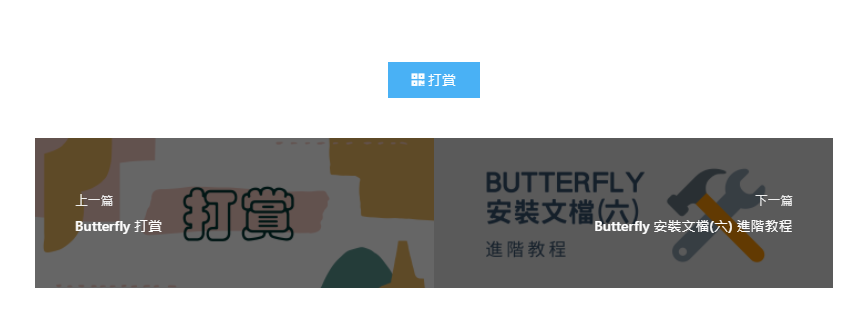 打賞
上一篇
Butterfly 打賞
打賞
BUTTERFLY
安裝文檔(六)
進階教程
下一篇
Butterfly 安裝文檔(六) 進階教程